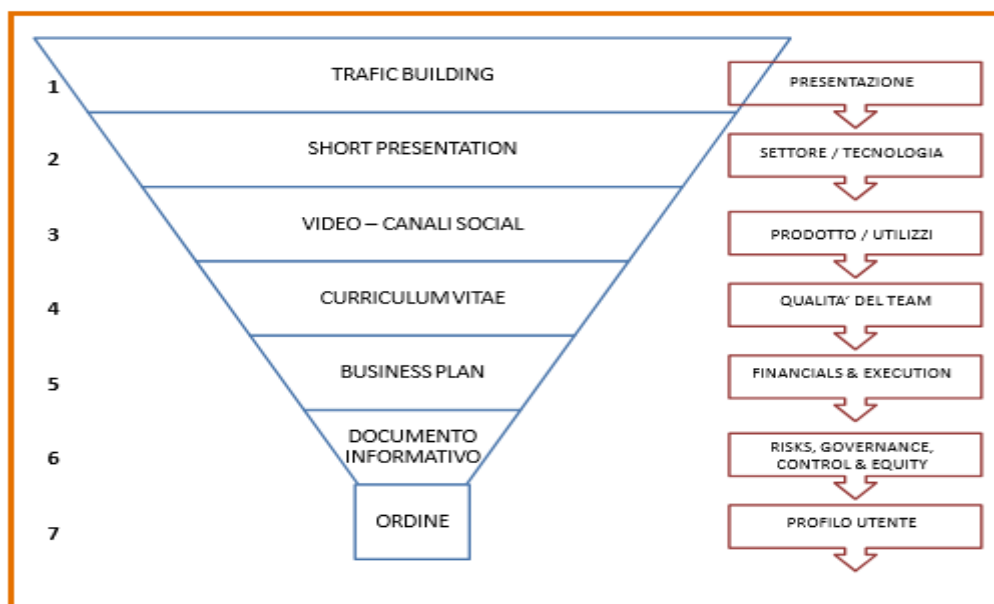 1
TRAFIC BUILDING
PRESENTAZIONE
2
SHORT PRESENTATION
SETTORE / TECNOLOGIA
3
VIDEO – CANALI SOCIAL
PRODOTTO / UTILIZZI
4
CURRICULUM VITAE
QUALITA’ DEL TEAM
5
BUSINESS PLAN
FINANCIALS & EXECUTION
6
DOCUMENTO
INFORMATIVO
RISKS, GOVERNANCE,
CONTROL & EQUITY
7
ORDINE
PROFILO UTENTE